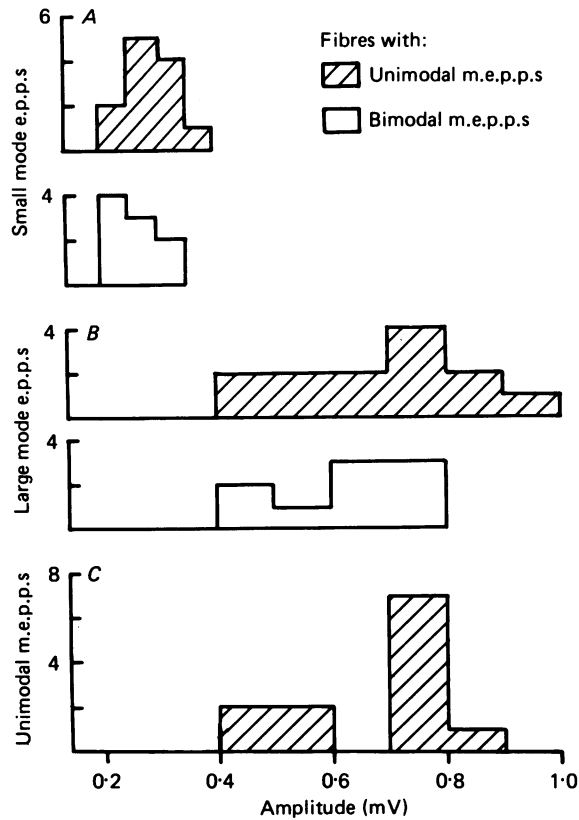 6
A
Fibres with:
Unimodal m.e.p.p.s
Bimodal m.e.p.p.s
Small mode e.p.p.s
4
4
B
Large mode e.p.p.s
4
8
C
Unimodal m.e.p.p.s
4
0·2
0·4
0·6
0·8
1·0
Amplitude (mV)